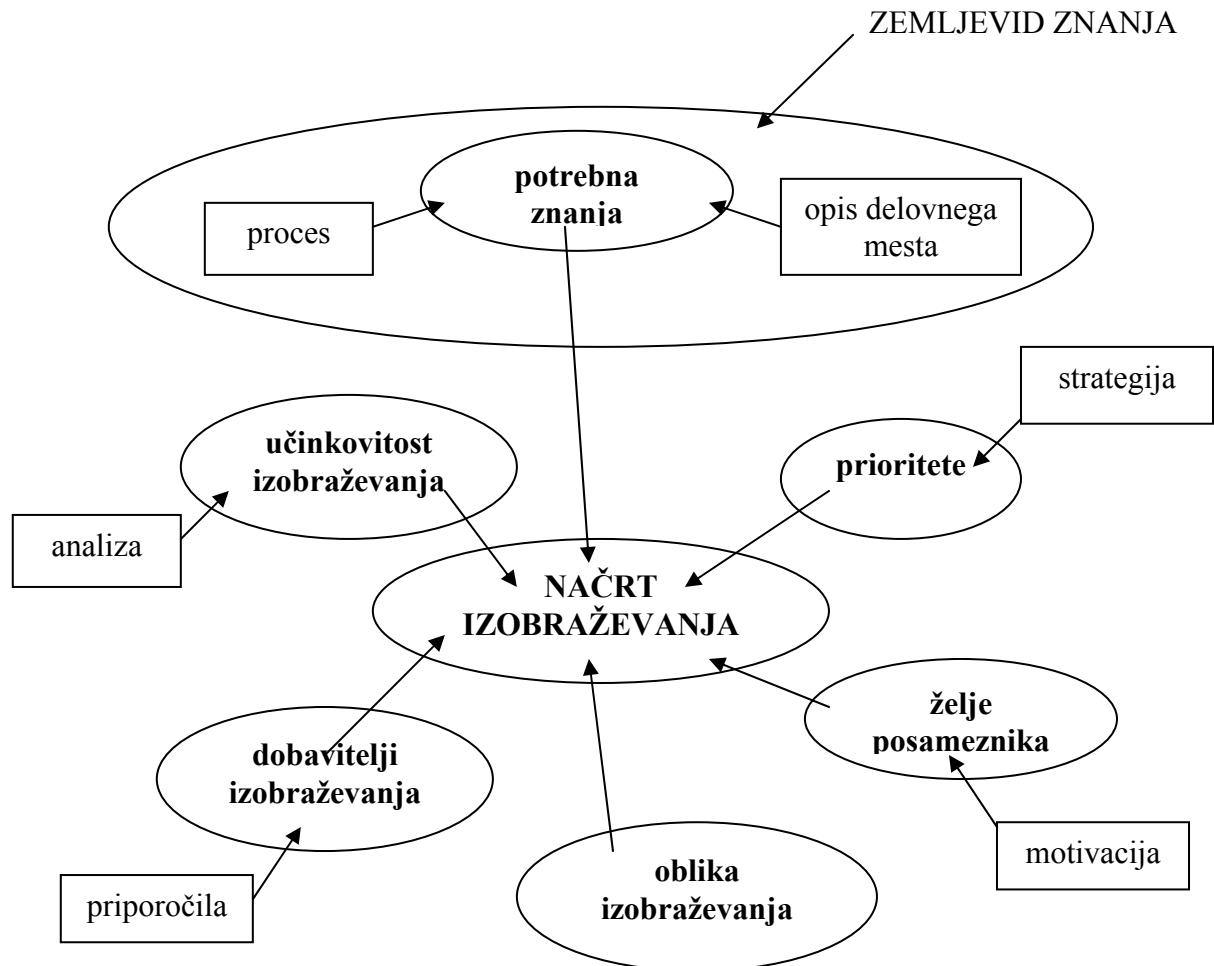 ZEMLJEVID ZNANJA
potrebna
znanja
proces
opis delovnega
mesta
strategija
učinkovitost
izobraževanja
prioritete
analiza
NAČRT
IZOBRAŽEVANJA
želje
posameznika
dobavitelji
izobraževanja
motivacija
oblika
izobraževanja
priporočila